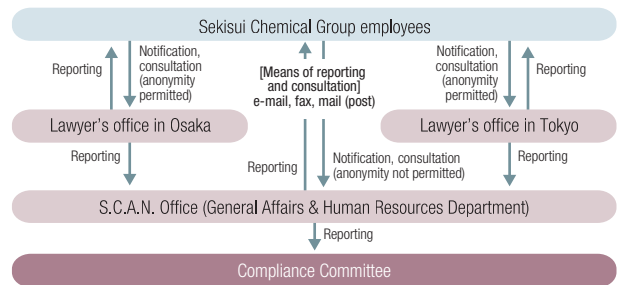 Sekisui Chemical Group employees
Reporting
Notification,
consultation
(anonymity
permitted)
[Means of reporting
and consultation]
e-mail, fax, mail (post)
Notification,
consultation
(anonymity
permitted)
Reporting
Lawyer's office in Osaka
Lawyer's office in Tokyo
Reporting
Reporting
Notification, consultation
(anonymity not permitted)
Reporting
S.C.A.N. Office (General Affairs & Human Resources Department)
Reporting
Compliance Committee